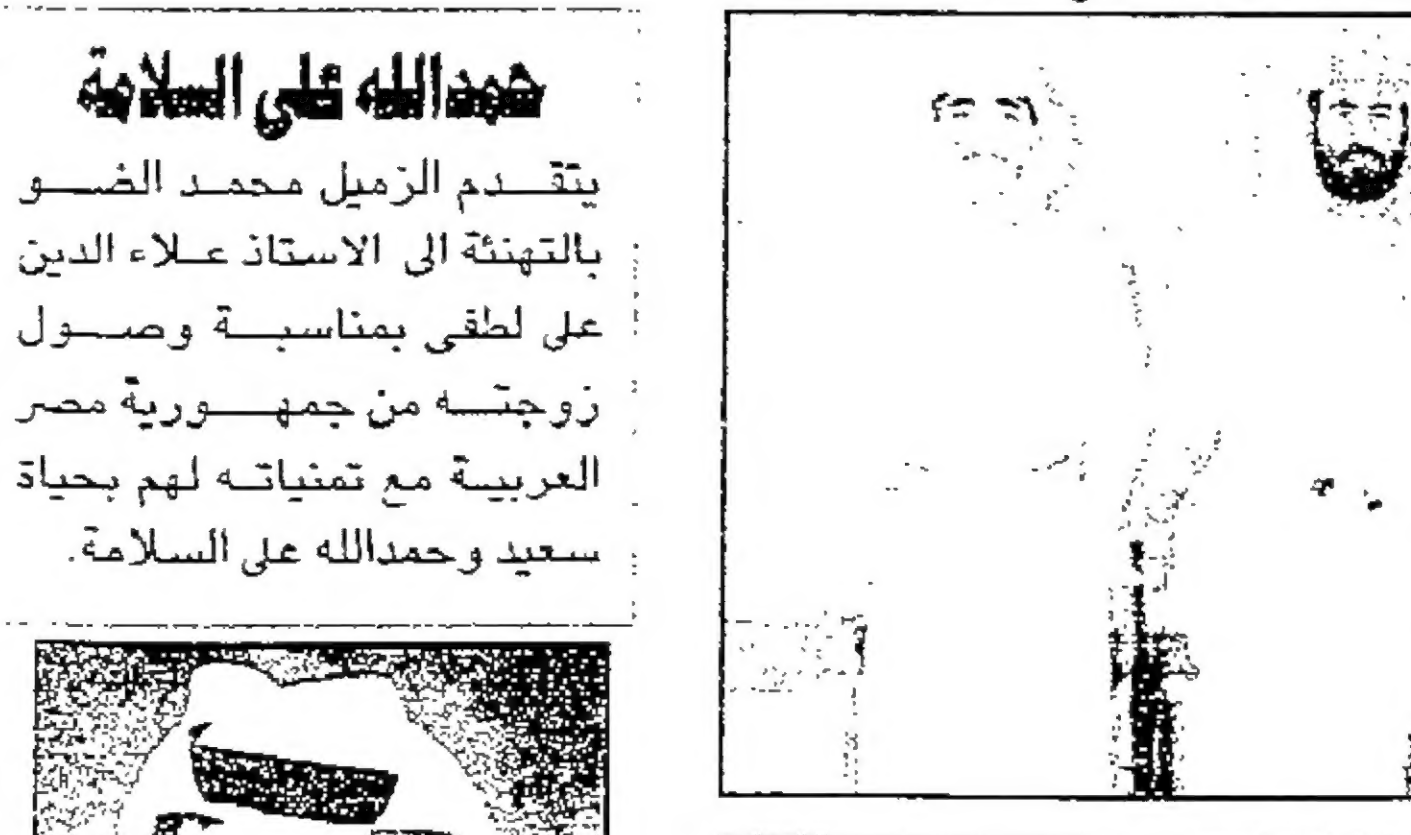 حمدالله على السلامة
يتقدم الزميل محمد الضو
بالتهنئة الى الاستاذ علاء الدين
على لطفى بمناسبة وصول
زوجته من جمهورية مصر
العربية مع تمنياته لهم بحياة
سعيد وحمدالله على السلامة.